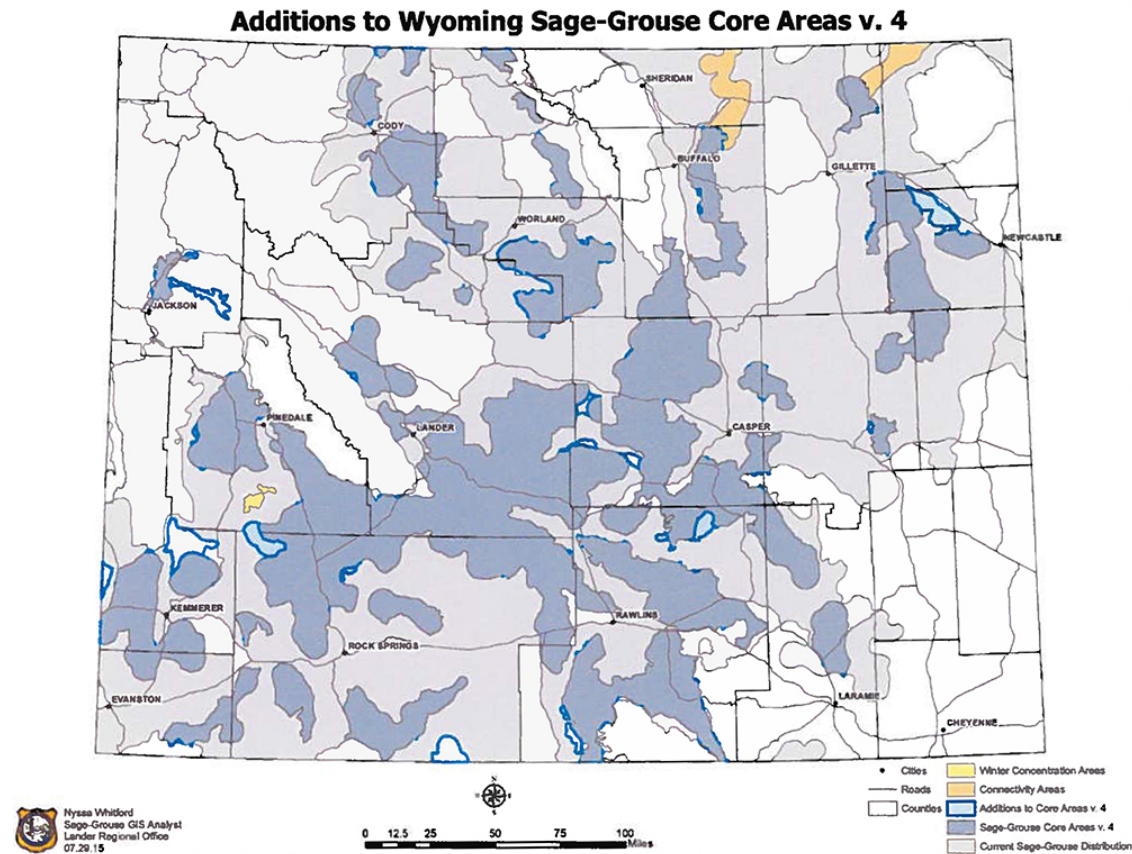 Additions to Wyoming Sage-Grouse Core Areas v. 4
SHERIDAN
CODY
BUFFALO
GILLETTE
WORLAND
NEWCASTLE
JACKSON
PINEDALE
LANDER
CASPER
KEMMERER
RAWLINS
ROCK SPRINGS
EVANSTON
LARAMIE
CHEYENNE
N
Cities
Roads
Counties
Winter Concentration Areas
Connectivity Areas
Additions to Core Areas v. 4
Sage-Grouse Core Areas v. 4
Current Sage-Grouse Distribution
Nyssa Whitford
Sage-Grouse GIS Analyst
Lander Regional Office
07.29.15
0 12.5 25 50 75 100
Miles